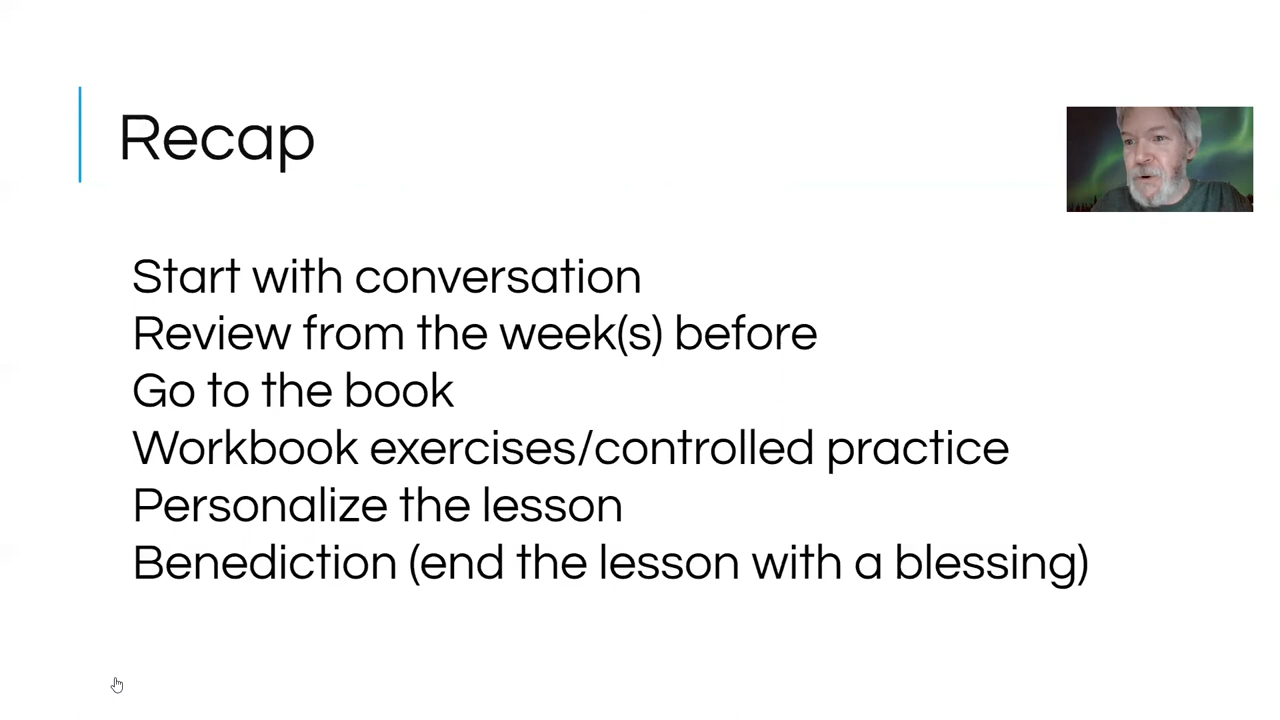 Recap
Start with conversation
Review from the week(s) before
Go to the book
Workbook exercises/controlled practice
Personalize the lesson
Benediction (end the lesson with a blessing)